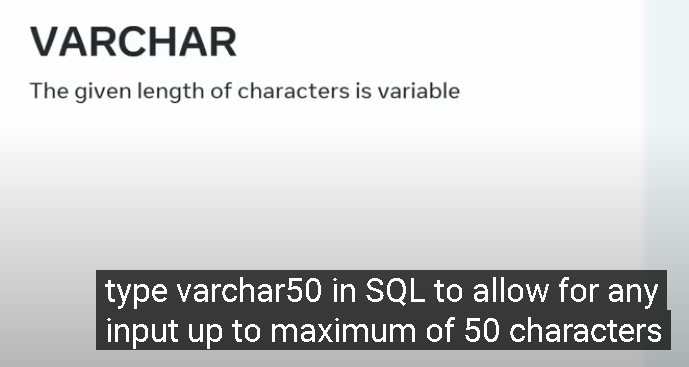 VARCHAR
The given length of characters is variable
type varchar50 in SQL to allow for any
input up to maximum of 50 characters